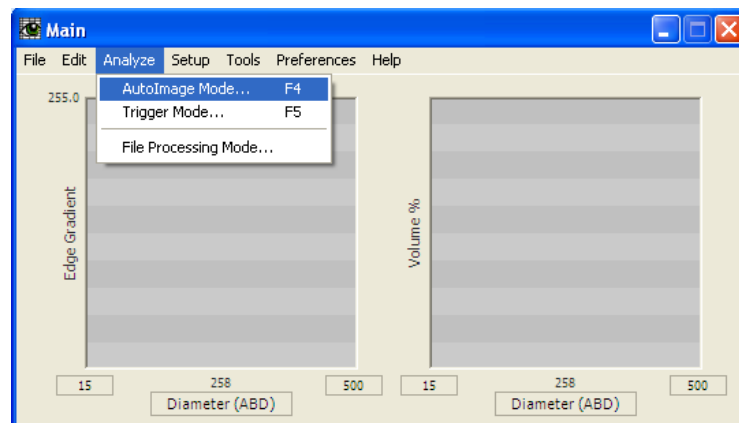 Main
File Edit Analyze Setup Tools Preferences Help
AutoImage Mode... F4
Trigger Mode... F5
File Processing Mode...
255.0
Edge Gradient
Volume %
15 258 500
Diameter (ABD)
15 258 500
Diameter (ABD)